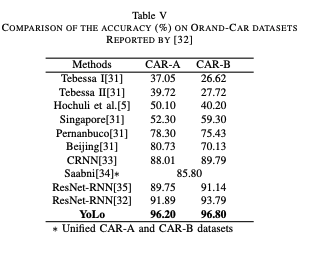 Table V
COMPARISON OF THE ACCURACY (%) ON ORAND-CAR DATASETS
REPORTED BY [32]
Methods CAR-A CAR-B
Tebessa I[31] 37.05 26.62
Tebessa II[31] 39.72 27.72
Hochuli et al.[5] 50.10 40.20
Singapore[31] 52.30 59.30
Pernanbuco[31] 78.30 75.43
Beijing[31] 80.73 70.13
CRNN[33] 88.01 89.79
Saabni[34]∗ 85.80
ResNet-RNN[35] 89.75 91.14
ResNet-RNN[32] 91.89 93.79
YoLo 96.20 96.80
∗ Unified CAR-A and CAR-B datasets